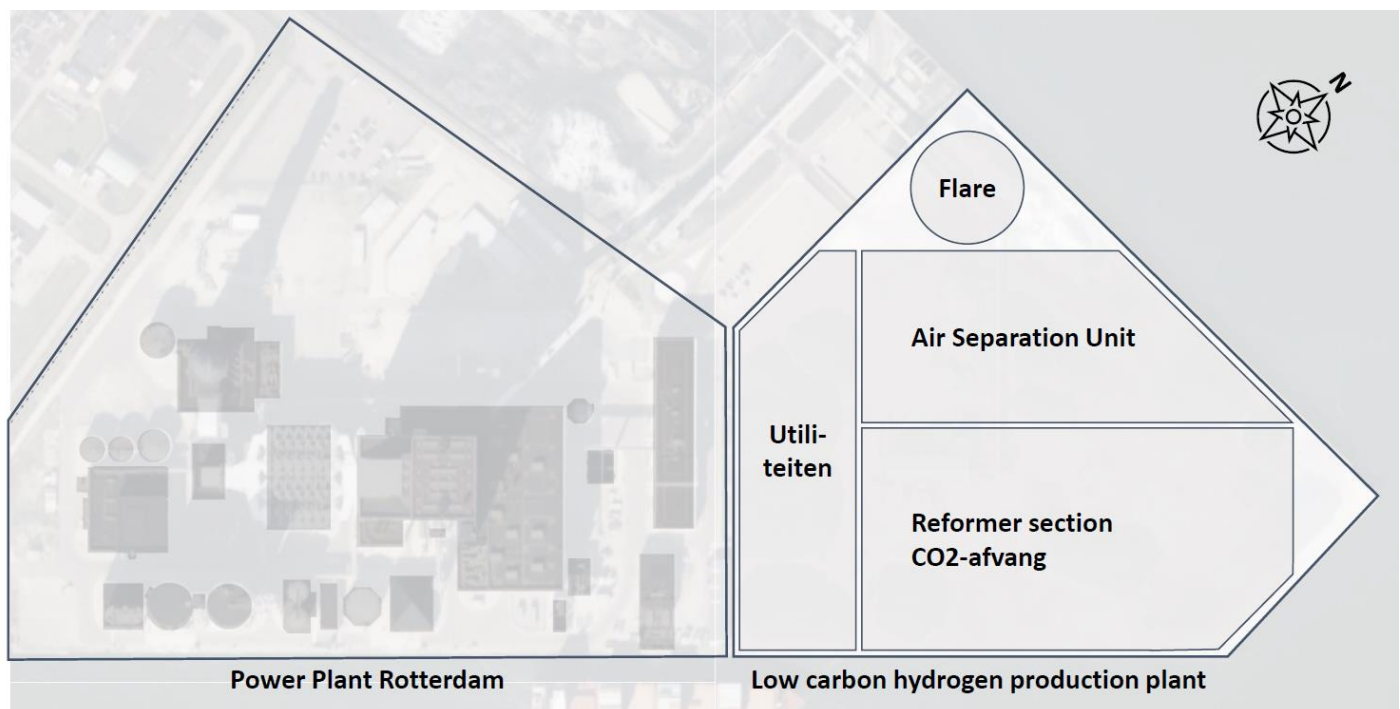 N
Flare
Air Separation Unit
Utili-
teiten
Reformer section
CO2-afvang
Power Plant Rotterdam
Low carbon hydrogen production plant